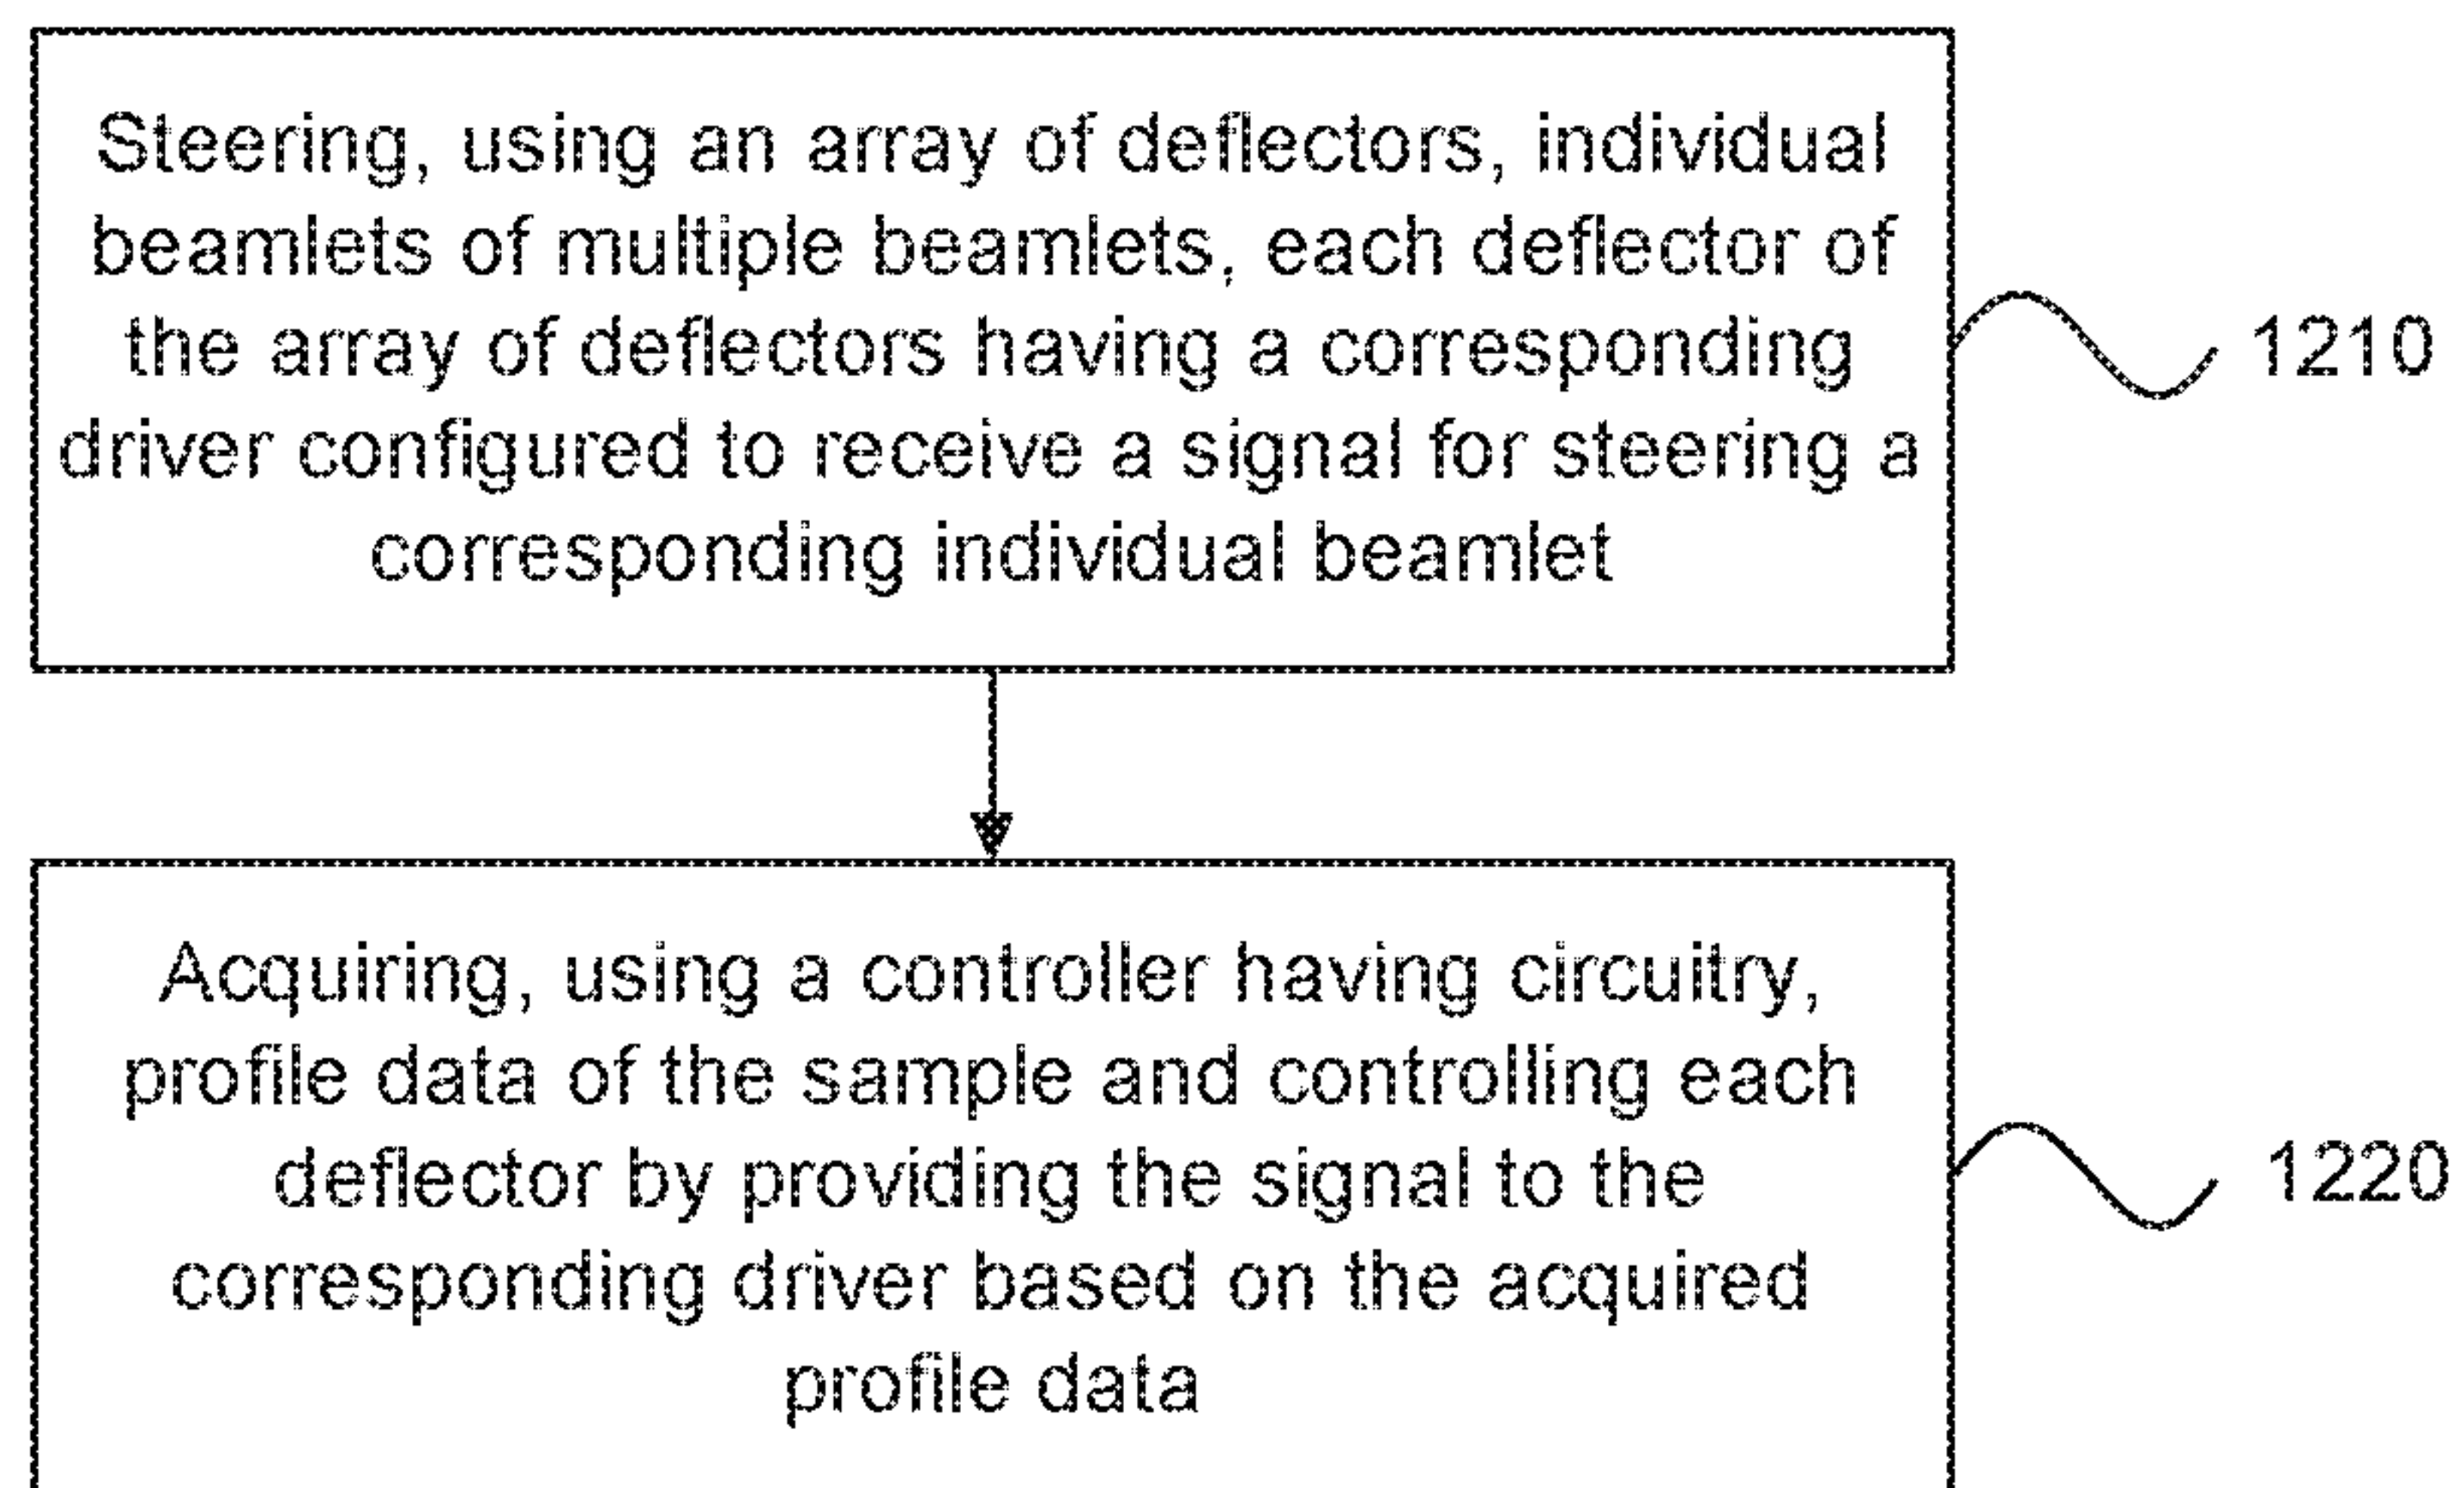 Steering, using an array of deflectors, individual
beamlets of multiple beamlets, each deflector of
the array of deflectors having a corresponding
driver configured to receive a signal for steering a
corresponding individual beamlet
1210
Acquiring, using a controller having circuitry,
profile data of the sample and controlling each
deflector by providing the signal to the
corresponding driver based on the acquired
profile data
1220